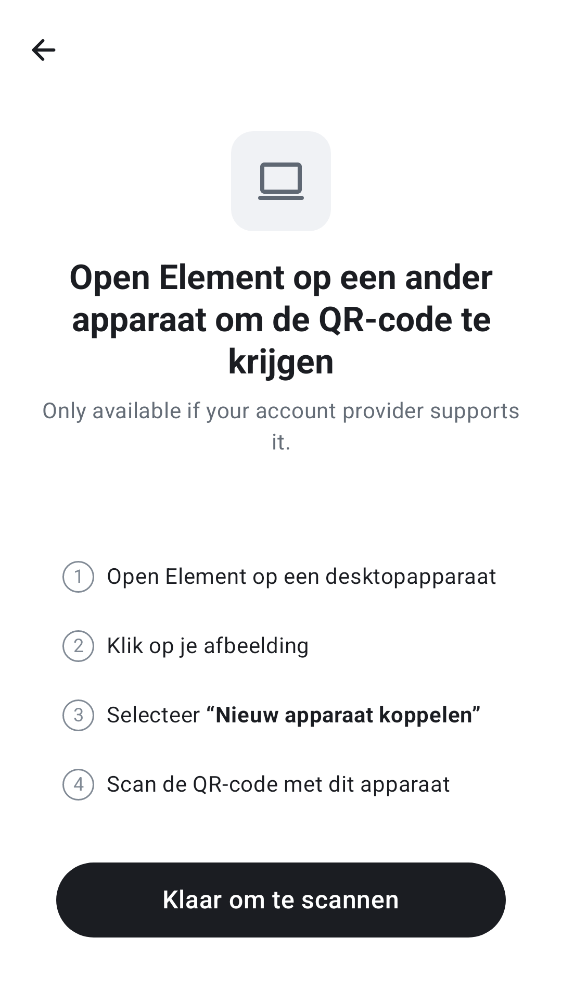 Open Element op een ander
apparaat om de QR-code te
krijgen
Only available if your account provider supports
it.
1 Open Element op een desktopapparaat
2 Klik op je afbeelding
3 Selecteer “Nieuw apparaat koppelen”
4 Scan de QR-code met dit apparaat
Klaar om te scannen